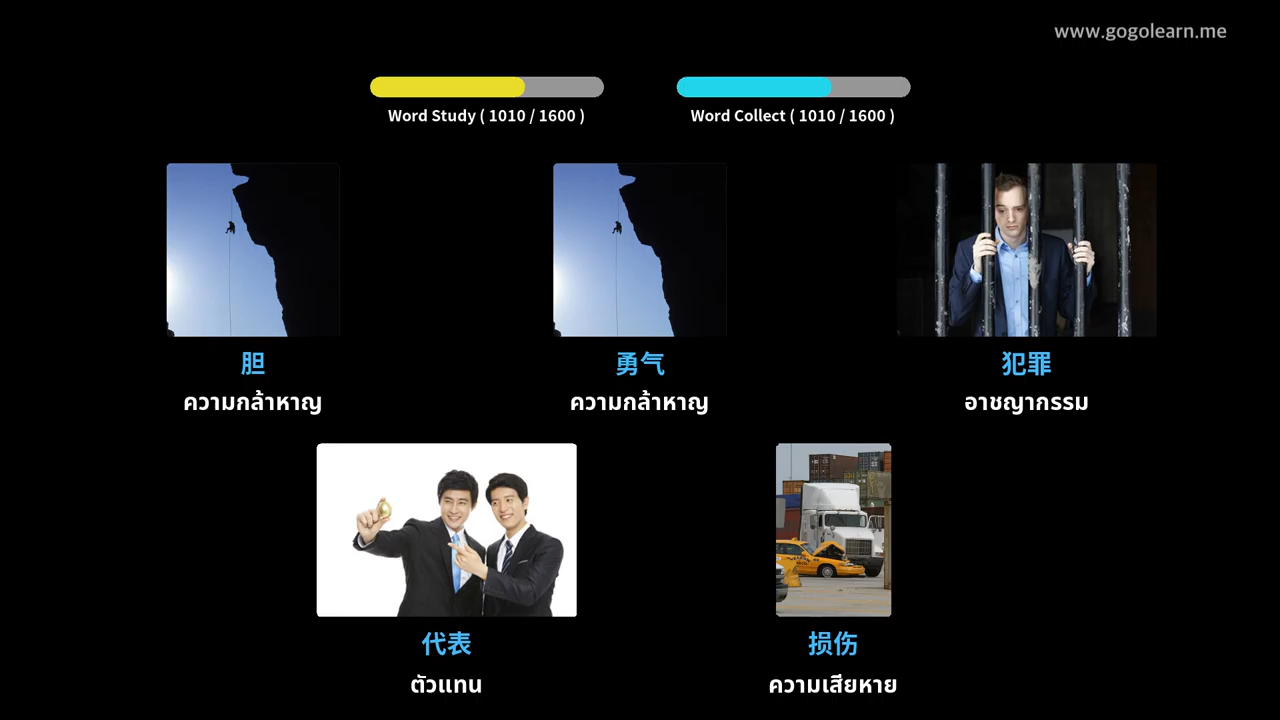 www.gogolearn.me
Word Study ( 1010 / 1600 )
Word Collect ( 1010 / 1600 )
胆
ความกล้าหาญ
勇气
ความกล้าหาญ
犯罪
อาชญากรรม
代表
ตัวแทน
损伤
ความเสียหาย